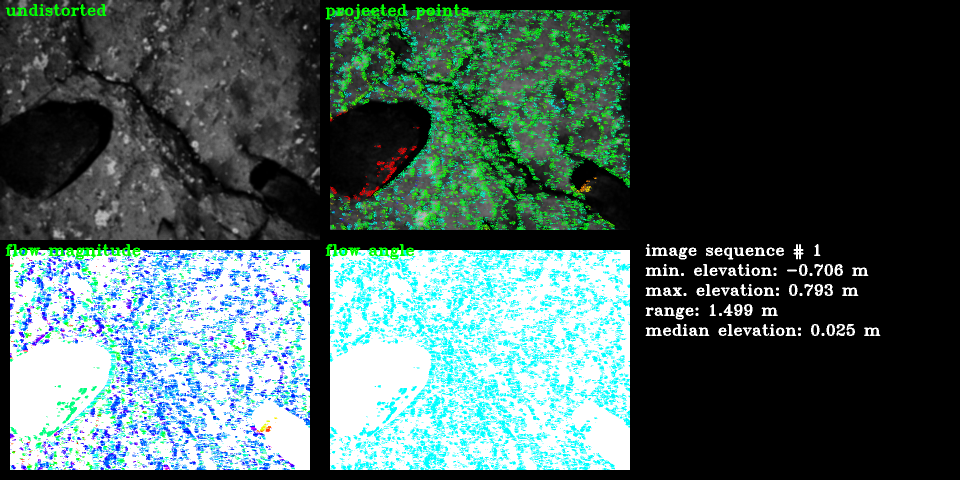 undistorted
projected points
flow magnitude
flow angle
image sequence # 1
min. elevation: −0.706 m
max. elevation: 0.793 m
range: 1.499 m
median elevation: 0.025 m